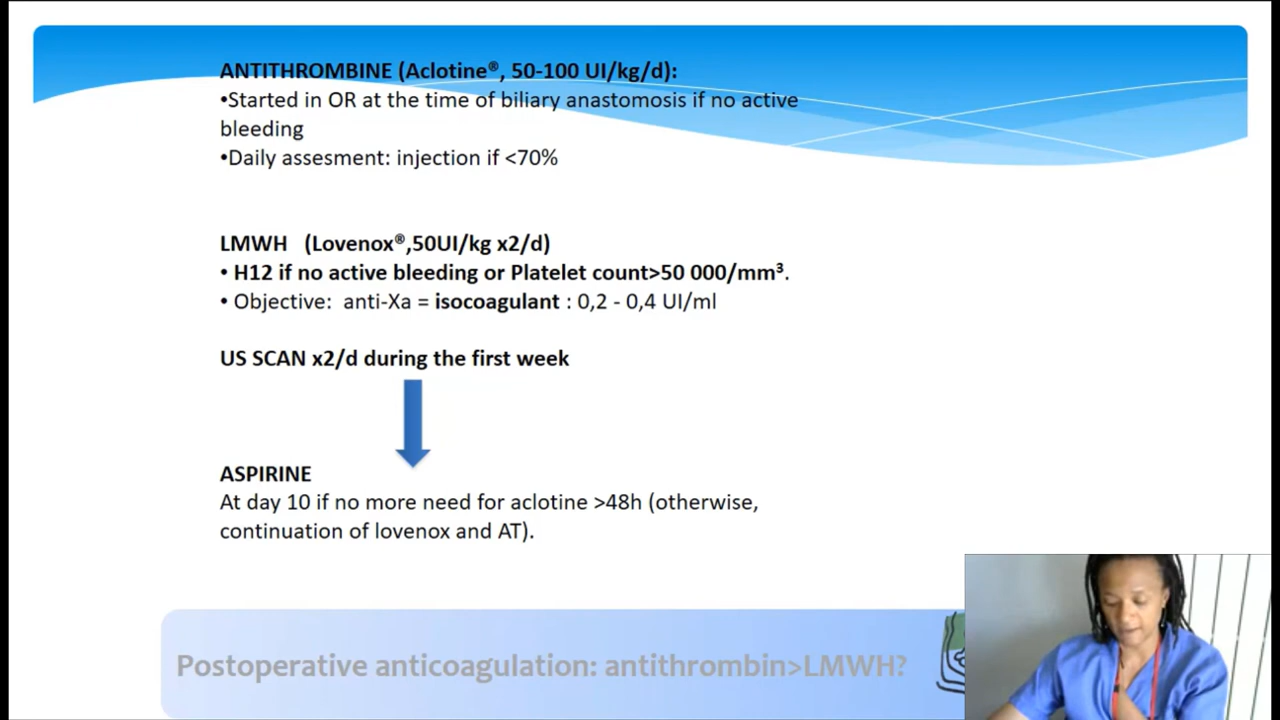 ANTITHROMBINE (Aclotine®, 50-100 UI/kg/d):
•Started in OR at the time of biliary anastomosis if no active
bleeding
•Daily assesment: injection if <70%
LMWH (Lovenox®,50UI/kg x2/d)
• H12 if no active bleeding or Platelet count>50 000/mm³.
• Objective: anti-Xa = isocoagulant : 0,2 - 0,4 UI/ml
US SCAN x2/d during the first week
ASPIRINE
At day 10 if no more need for aclotine >48h (otherwise,
continuation of lovenox and AT).
Postoperative anticoagulation: antithrombin>LMWH?